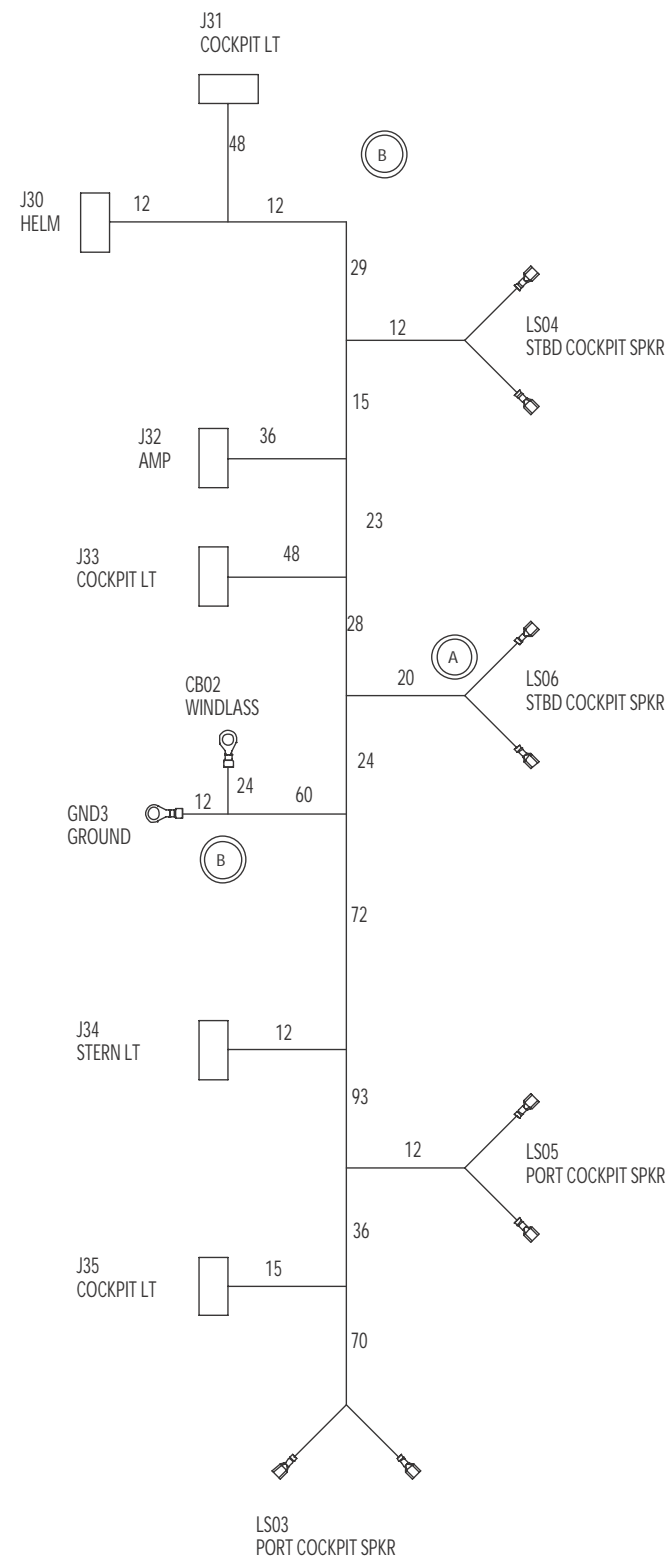 J31
COCKPIT LT
48
B
J30
HELM
12
12
29
12
LS04
STBD COCKPIT SPKR
15
J32
AMP
36
23
J33
COCKPIT LT
48
28
A
20
LS06
STBD COCKPIT SPKR
CB02
WINDLASS
24
24
12
60
GND3
GROUND
B
72
J34
STERN LT
12
93
12
LS05
PORT COCKPIT SPKR
36
J35
COCKPIT LT
15
70
LS03
PORT COCKPIT SPKR